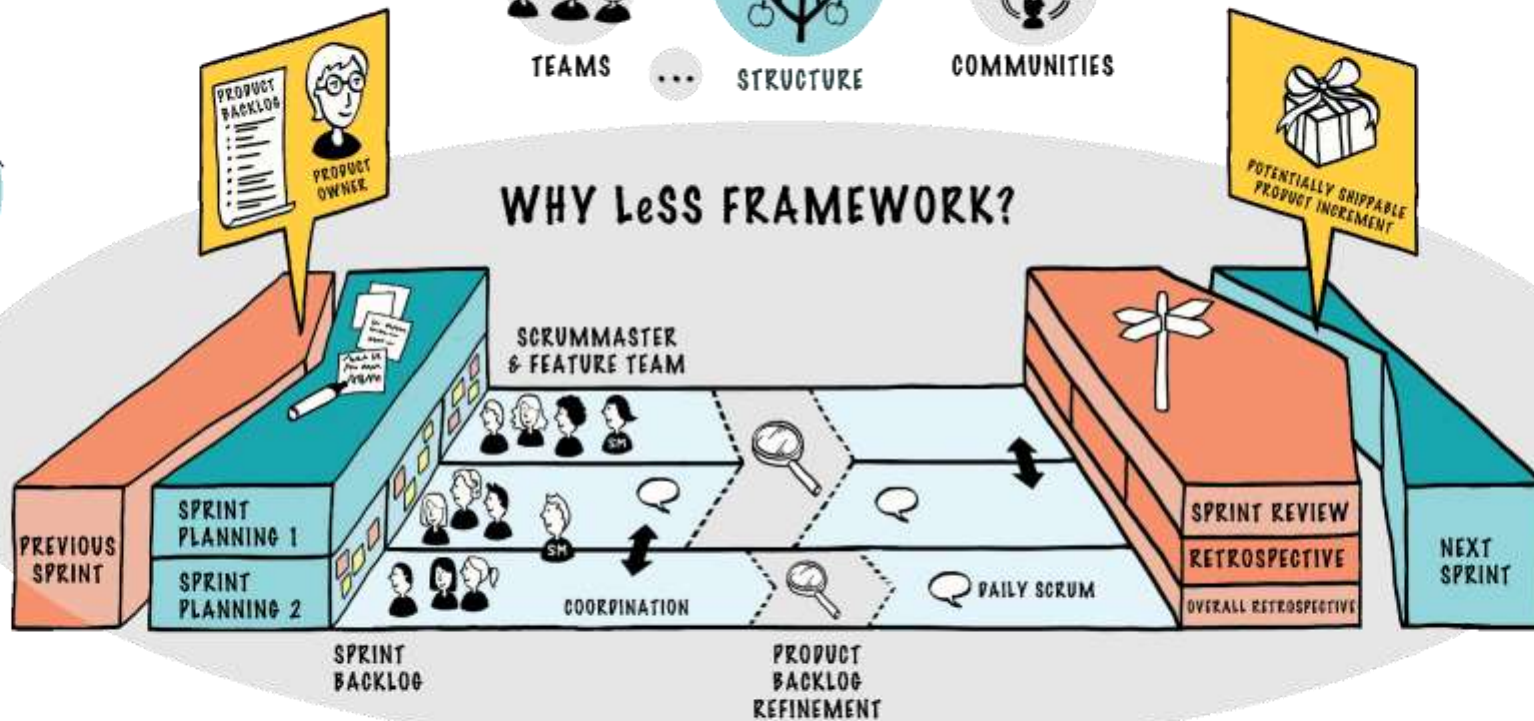 TEAMS
...
STRUCTURE
COMMUNITIES
PRODUCT
BACKLOG
PRODUCT
OWNER
POTENTIALLY SHIPPABLE
PRODUCT INCREMENT
WHY LeSS FRAMEWORK?
SCRUMMASTER
& FEATURE TEAM
SM
SM
PREVIOUS
SPRINT
SPRINT
PLANNING 1
SPRINT
PLANNING 2
COORDINATION
DAILY SCRUM
SPRINT REVIEW
RETROSPECTIVE
OVERALL RETROSPECTIVE
NEXT
SPRINT
SPRINT
BACKLOG
PRODUCT
BACKLOG
REFINEMENT